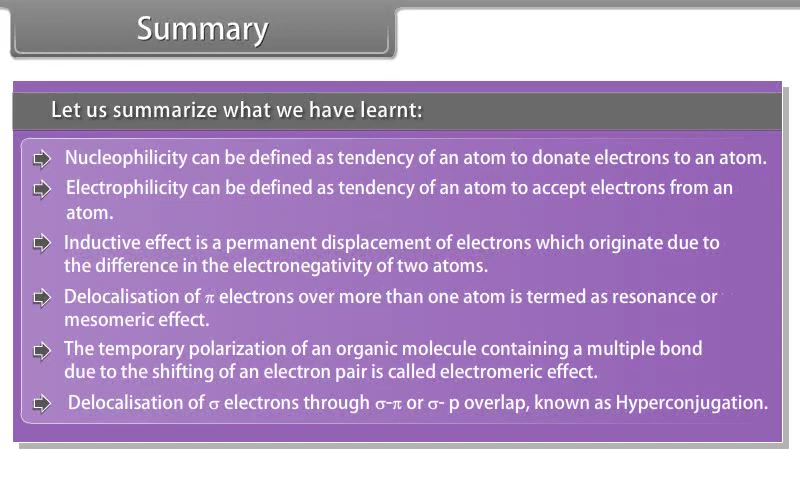 Summary
Let us summarize what we have learnt:
Nucleophilicity can be defined as tendency of an atom to donate electrons to an atom.
Electrophilicity can be defined as tendency of an atom to accept electrons from an
atom.
Inductive effect is a permanent displacement of electrons which originate due to
the difference in the electronegativity of two atoms.
Delocalisation of π electrons over more than one atom is termed as resonance or
mesomeric effect.
The temporary polarization of an organic molecule containing a multiple bond
due to the shifting of an electron pair is called electromeric effect.
Delocalisation of σ electrons through σ-π or σ- p overlap, known as Hyperconjugation.